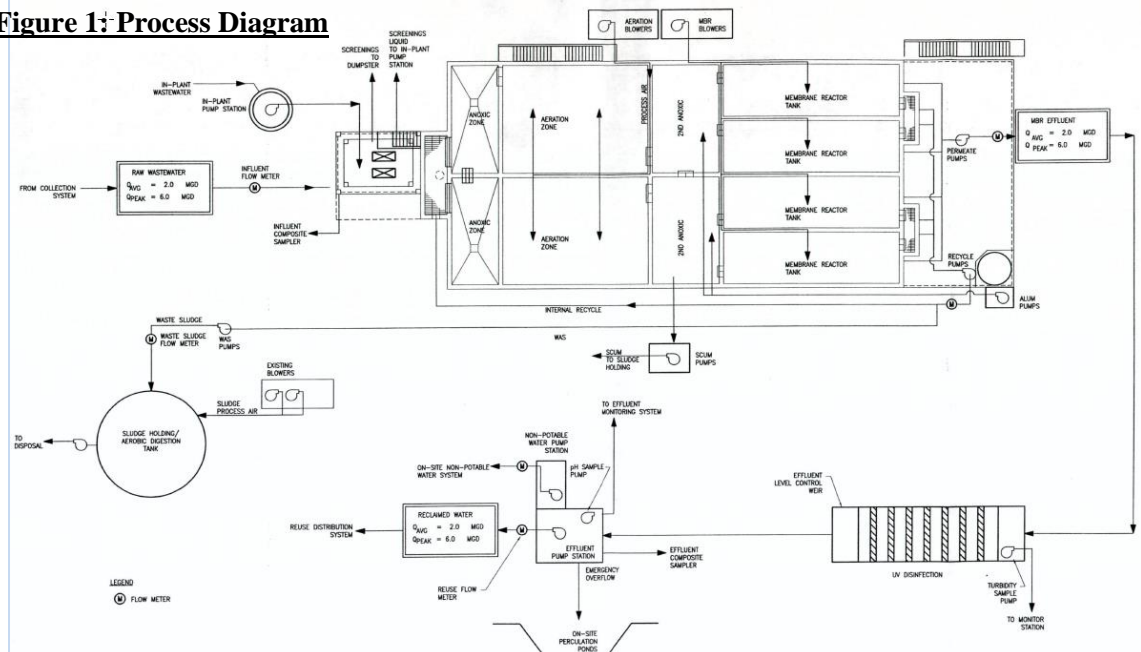 Figure 1: Process Diagram
AERATION
BLOWERS
MBR
BLOWERS
SCREENINGS
LIQUID
TO IN-PLANT
PUMP
STATION
SCREENINGS
TO
DUMPSTER
IN-PLANT
WASTEWATER
IN-PLANT
PUMP STATION
ANOXIC
ZONE
AERATION
ZONE
PROCESS AIR
2ND ANOXIC
MEMBRANE REACTOR
TANK
MEMBRANE REACTOR
TANK
PERMEATE
PUMPS
M
MBR EFFLUENT
Q AVG = 2.0 MGD
Q PEAK = 6.0 MGD
RAW WASTEWATER
QAVG = 2.0 MGD
QPEAK = 6.0 MGD
FROM COLLECTION
SYSTEM
INFLUENT
FLOW METER
M
INFLUENT
COMPOSITE
SAMPLER
ANOXIC
ZONE
AERATION
ZONE
2ND ANOXIC
MEMBRANE REACTOR
TANK
MEMBRANE REACTOR
TANK
RECYCLE
PUMPS
M
ALUM
PUMPS
INTERNAL RECYCLE
WASTE SLUDGE
M
WASTE SLUDGE
FLOW METER
WAS
PUMPS
WAS
SCUM
TO SLUDGE
HOLDING
SCUM
PUMPS
EXISTING
BLOWERS
SLUDGE
PROCESS AIR
SLUDGE HOLDING/
AEROBIC DIGESTION
TANK
TO
DISPOSAL
TO EFFLUENT
MONITORING SYSTEM
NON-POTABLE
WATER PUMP
STATION
pH SAMPLE
PUMP
ON-SITE NON-POTABLE
WATER SYSTEM
M
EFFLUENT
LEVEL CONTROL
WEIR
RECLAIMED WATER
QAVG = 2.0 MGD
QPEAK = 6.0 MGD
REUSE DISTRIBUTION
SYSTEM
M
REUSE FLOW
METER
EFFLUENT
PUMP STATION
EMERGENCY
OVERFLOW
EFFLUENT
COMPOSITE
SAMPLER
UV DISINFECTION
TURBIDITY
SAMPLE
PUMP
TO MONITOR
STATION
LEGEND
M FLOW METER
ON-SITE
PERCULATION
PONDS